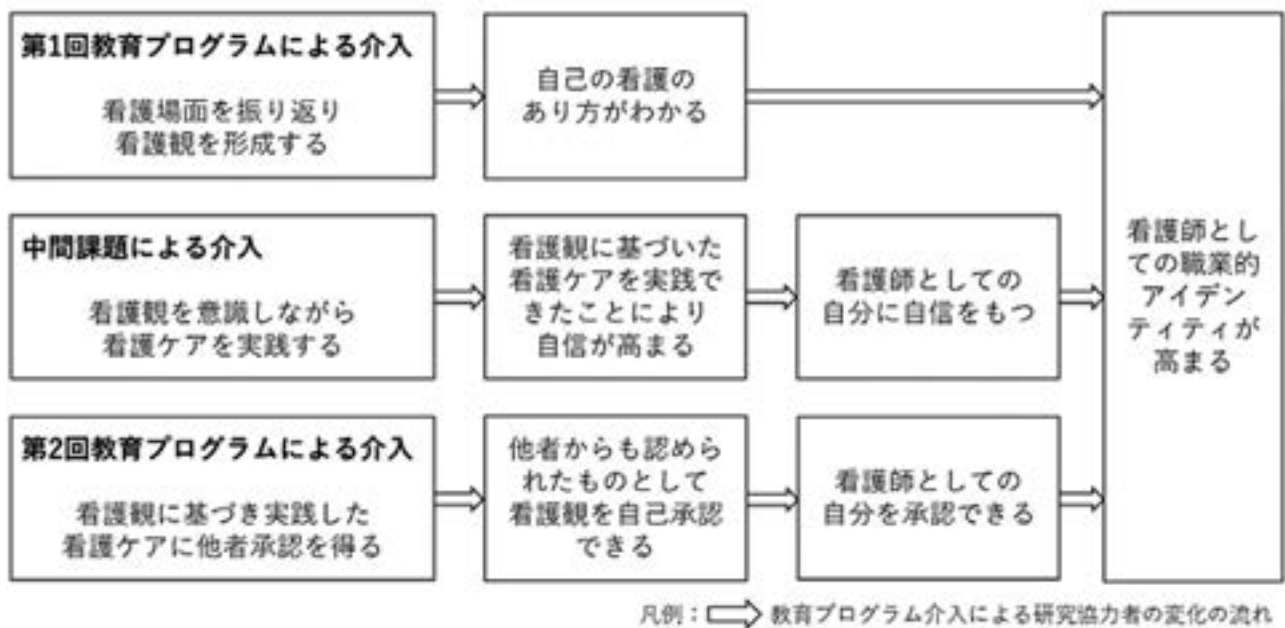 第1回教育プログラムによる介入
看護場面を振り返り
看護観を形成する
自己の看護の
あり方がわかる
中間課題による介入
看護観を意識しながら
看護ケアを実践する
看護観に基づいた
看護ケアを実践で
きたことにより
自信が高まる
看護師としての
自分に自信をもつ
第2回教育プログラムによる介入
看護観に基づき実践した
看護ケアに他者承認を得る
他者からも認めら
れたものとして
看護観を自己承認
できる
看護師としての
自分を承認できる
看護師とし
ての職業的
アイデン
ティティが
高まる
凡例：教育プログラム介入による研究協力者の変化の流れ